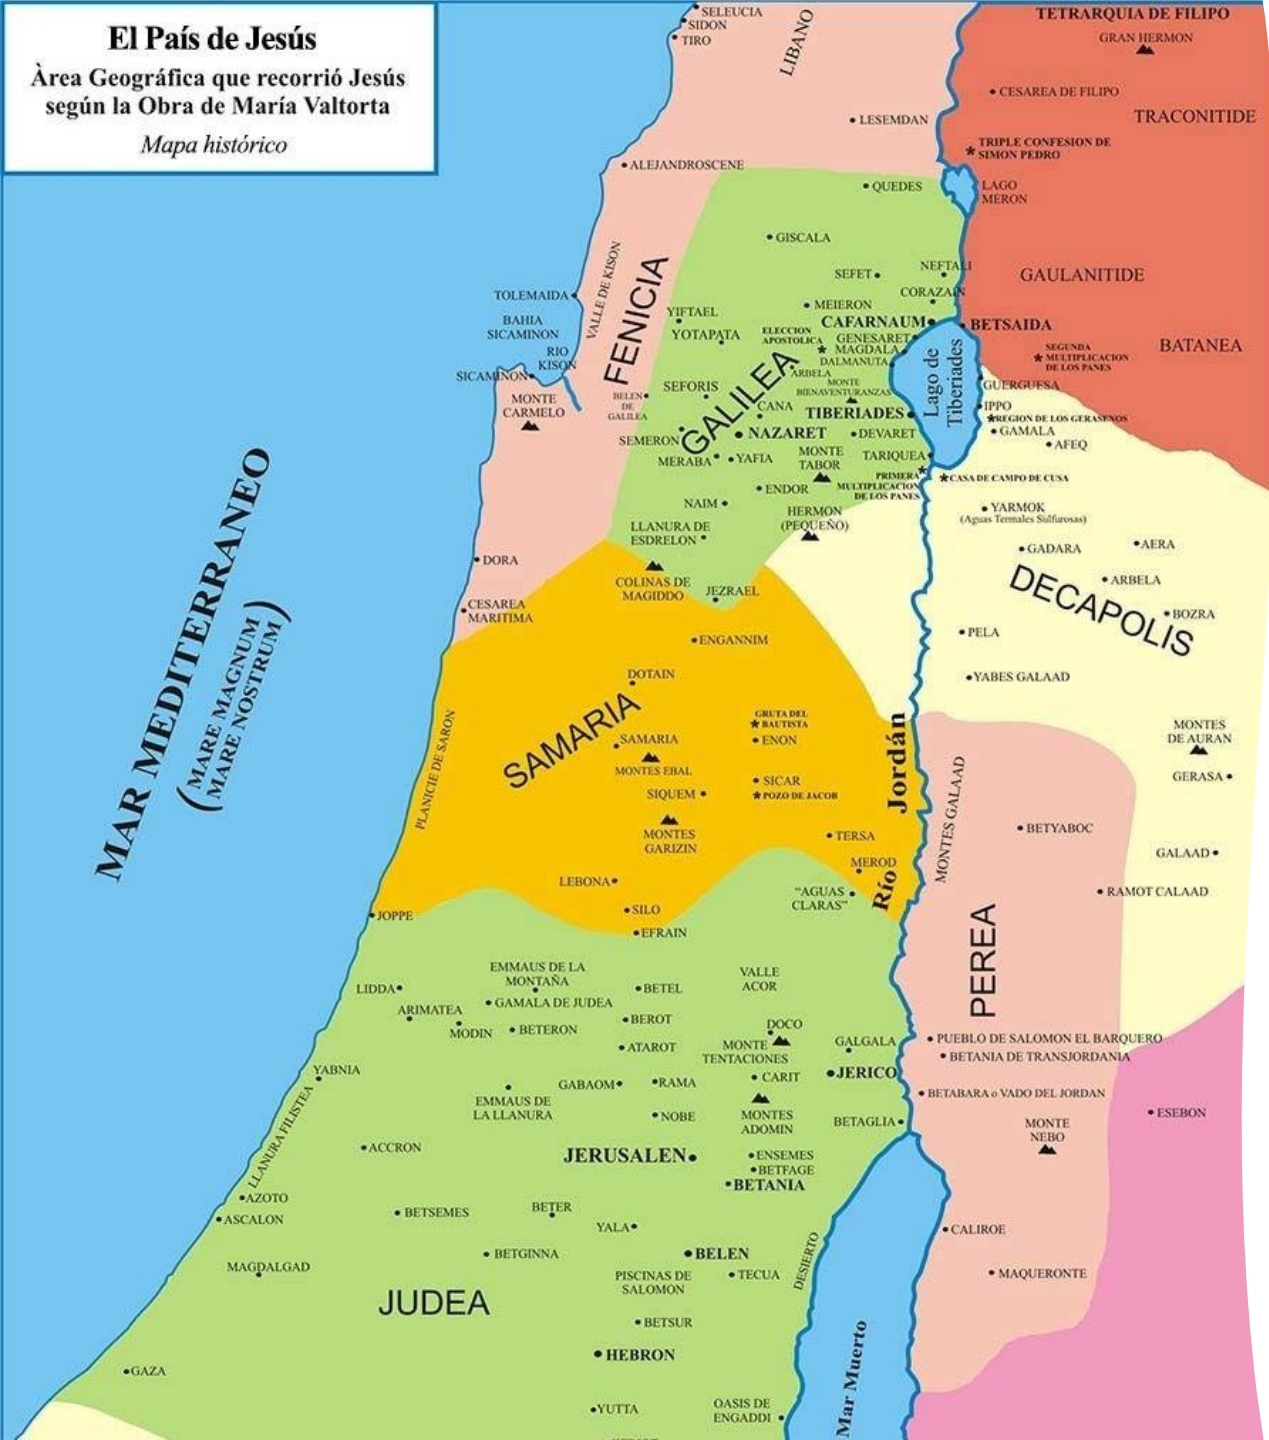 El País de Jesús
Àrea Geográfica que recorrió Jesús
según la Obra de María Valtorta
Mapa histórico
SELEUCIA
SIDON
TIRO
LIBANO
TETRARQUIA DE FILIPO
GRAN HERMON
CESAREA DE FILIPO
TRACONITIDE
LESEMDAN
TRIPLE CONFESION DE
SIMON PEDRO
ALEJANDROSCENE
QUEDES
LAGO
MERON
GISCALA
VALLE DE KISON
FENICIA
SEFET
NEFTALI
GAULANITIDE
TOLEMAIDA
CORAZAIN
MEIERON
YIFTAEL
BAHIA
SICAMINON
CAFARNAUM
BETSAIDA
YOTAPATA
ELECCION
APOSTOLICA
GENESARET
MAGDALA
DALMANUTA
SEGUNDA
MULTIPLICACION
DE LOS PANES
BATANEA
RIO
KISON
SICAMINON
ARBELA
Lago de
Tiberiades
GUERGUESA
MONTE
CARMELO
BELEN
DE
GALILEA
SEFORIS
GALILEA
MONTE
BIENAVENTURANZAS
CANA
TIBERIADES
IPPO
REGION DE LOS GERASENOS
GAMALA
SEMERON
NAZARET
DEVARET
AFEQ
MERABA
YAFIA
MONTE
TABOR
TARIQUEA
PRIMERA
MULTIPLICACION
DE LOS PANES
CASA DE CAMPO DE CUSA
ENDOR
NAIM
HERMON
(PEQUEÑO)
YARMOK
(Aguas Termales Sulfurosas)
LLANURA DE
ESDRELON
GADARA
AERA
DORA
COLINAS DE
MAGIDDO
JEZRAEL
ARBELA
DECAPOLIS
CESAREA
MARITIMA
BOZRA
MAR MEDITERRANEO
(MARE MAGNUM
MARE NOSTRUM)
ENGANNIM
PELA
DOTAIN
YABES GALAAD
SAMARIA
PLANICIE DE SARON
GRUTA DEL
BAUTISTA
ENON
SAMARIA
MONTES EBAL
Río Jordán
MONTES
DE AURAN
MONTES GALAAD
GERASA
SICAR
POZO DE JACOB
SIQUEM
MONTES
GARIZIN
TERSA
BETYABOC
GALAAD
MEROD
LEBONA
"AGUAS
CLARAS"
RAMOT CALAAD
SILO
JOPPE
EFRAIN
PEREA
EMMAUS DE LA
MONTAÑA
VALLE
ACOR
LIDDA
BETEL
GAMALA DE JUDEA
ARIMATEA
BEROT
MODIN
BETERON
DOCO
MONTE
TENTACIONES
GALGALA
PUEBLO DE SALOMON EL BARQUERO
BETANIA DE TRANSJORDANIA
ATAROT
YABNIA
GABAOM
RAMA
CARIT
JERICO
EMMAUS DE
LA LLANURA
BETABARA o VADO DEL JORDAN
NOBE
MONTES
ADOMIN
BETAGLIA
MONTE
NEBO
ESEBON
LLANURA FILISTEA
ACCRON
JERUSALEN
ENSEMES
BETFAGE
BETANIA
AZOTO
ASCALON
BETSEMES
BETER
YALA
CALIROE
MAGDALGAD
BETGINNA
BELEN
DESIERTO
PISCINAS DE
SALOMON
TECUA
MAQUERONTE
JUDEA
BETSUR
HEBRON
Mar Muerto
GAZA
YUTTA
OASIS DE
ENGADDI